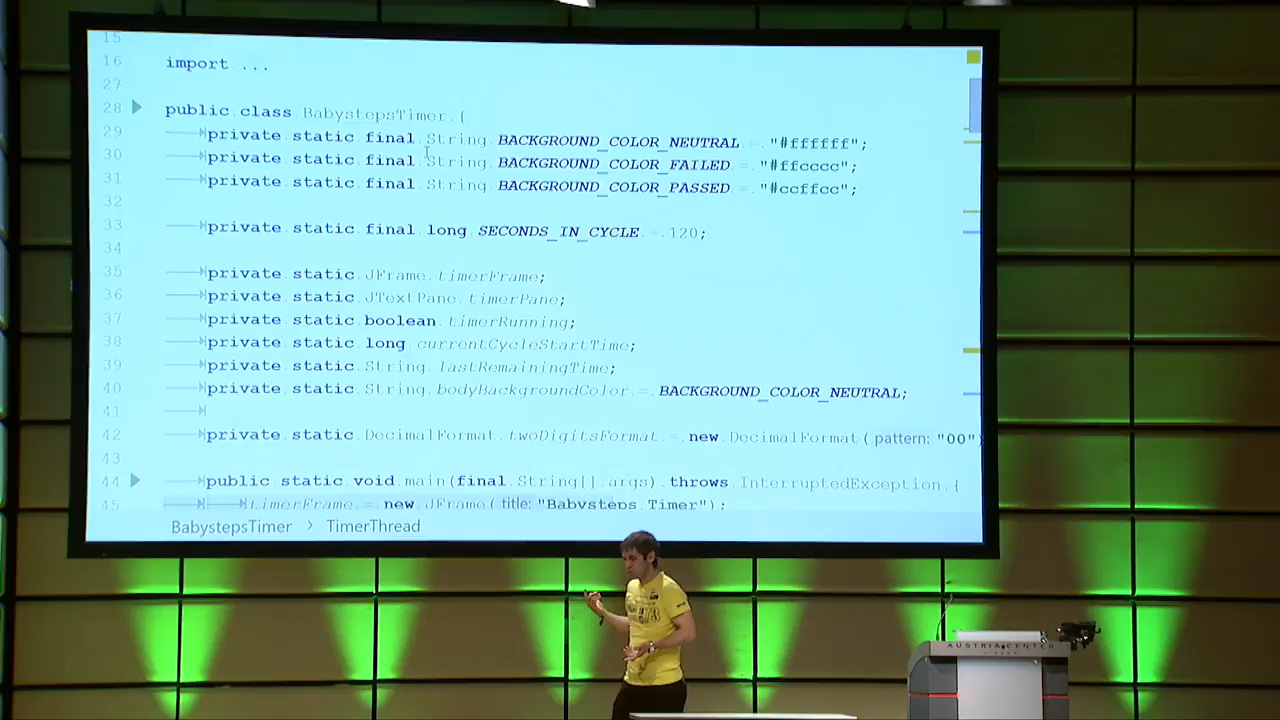 15
16 import ...
27
28 public class BabystepsTimer {
29 private static final String BACKGROUND_COLOR_NEUTRAL = "#ffffff";
30 private static final String BACKGROUND_COLOR_FAILED = "#ffcccc";
31 private static final String BACKGROUND_COLOR_PASSED = "#ccffcc";
32
33 private static final long SECONDS_IN_CYCLE = 120;
34
35 private static JFrame timerFrame;
36 private static JTextPane timerPane;
37 private static boolean timerRunning;
38 private static long currentCycleStartTime;
39 private static String lastRemainingTime;
40 private static String bodyBackgroundColor = BACKGROUND_COLOR_NEUTRAL;
41
42 private static DecimalFormat twoDigitsFormat = new DecimalFormat( pattern: "00")
43
44 public static void main(final String[] args) throws InterruptedException {
45 timerFrame = new JFrame( title: "Babysteps Timer");
BabystepsTimer > TimerThread
AUSTRIA CENTER